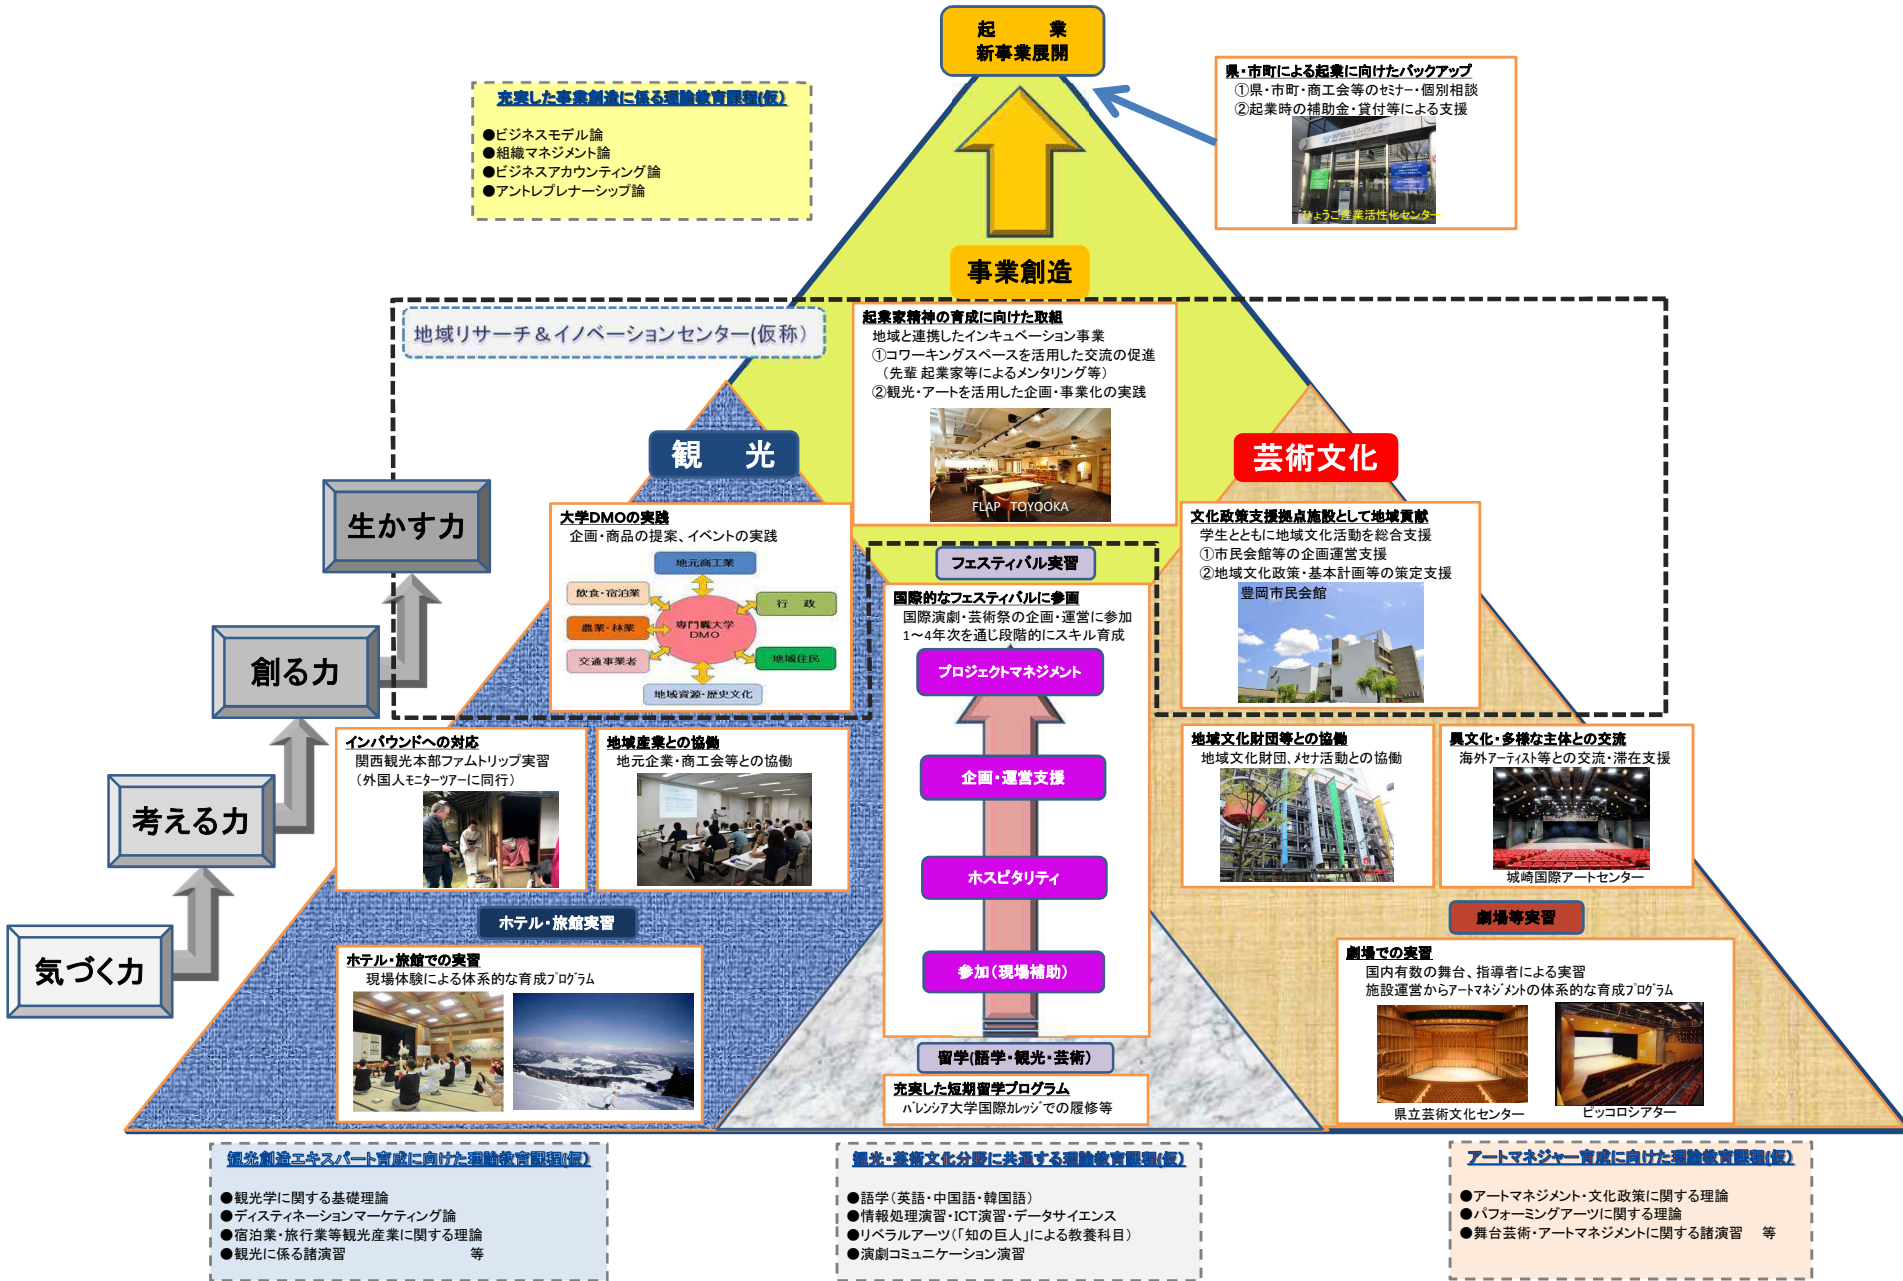 起　業
新事業展開
充実した事業創造に係る理論教育課程(仮)
●ビジネスモデル論
●組織マネジメント論
●ビジネスアカウンティング論
●アントレプレナーシップ論
県・市町による起業に向けたバックアップ
①県・市町・商工会等のセミナー・個別相談
②起業時の補助金・貸付等による支援
ひょうご産業活性化センター
事業創造
地域リサーチ＆イノベーションセンター(仮称)
起業家精神の育成に向けた取組
地域と連携したインキュベーション事業
①コワーキングスペースを活用した交流の促進
（先輩起業家等によるメンタリング等）
②観光・アートを活用した企画・事業化の実践
FLAP TOYOOKA
観　光
芸術文化
生かす力
創る力
考える力
気づく力
大学DMOの実践
企画・商品の提案、イベントの実践
地元商工業
飲食・宿泊業
行　政
農業・林業
専門職大学
DMO
交通事業者
地域住民
地域資源・歴史文化
フェスティバル実習
国際的なフェスティバルに参画
国際演劇・芸術祭の企画・運営に参加
1～4年次を通じ段階的にスキル育成
プロジェクトマネジメント
企画・運営支援
ホスピタリティ
参加(現場補助)
文化政策支援拠点施設として地域貢献
学生とともに地域文化活動を総合支援
①市民会館等の企画運営支援
②地域文化政策・基本計画等の策定支援
豊岡市民会館
インバウンドへの対応
関西観光本部ファムトリップ実習
（外国人モニターツアーに同行）
地域産業との協働
地元企業・商工会等との協働
地域文化財団等との協働
地域文化財団、メセナ活動との協働
異文化・多様な主体との交流
海外アーティスト等との交流・滞在支援
城崎国際アートセンター
ホテル・旅館実習
ホテル・旅館での実習
現場体験による体系的な育成プログラム
劇場等実習
劇場での実習
国内有数の舞台、指導者による実習
施設運営からアートマネジメントの体系的な育成プログラム
県立芸術文化センター
ピッコロシアター
留学(語学・観光・芸術)
充実した短期留学プログラム
バレンシア大学国際カレッジでの履修等
観光創造エキスパート育成に向けた理論教育課程(仮)
●観光学に関する基礎理論
●ディスティネーションマーケティング論
●宿泊業・旅行業等観光産業に関する理論
●観光に係る諸演習　等
観光・芸術文化分野に共通する理論教育課程(仮)
●語学（英語・中国語・韓国語）
●情報処理演習・ICT演習・データサイエンス
●リベラルアーツ(「知の巨人」による教養科目)
●演劇コミュニケーション演習
アートマネジャー育成に向けた理論教育課程(仮)
●アートマネジメント・文化政策に関する理論
●パフォーミングアーツに関する理論
●舞台芸術・アートマネジメントに関する諸演習　等